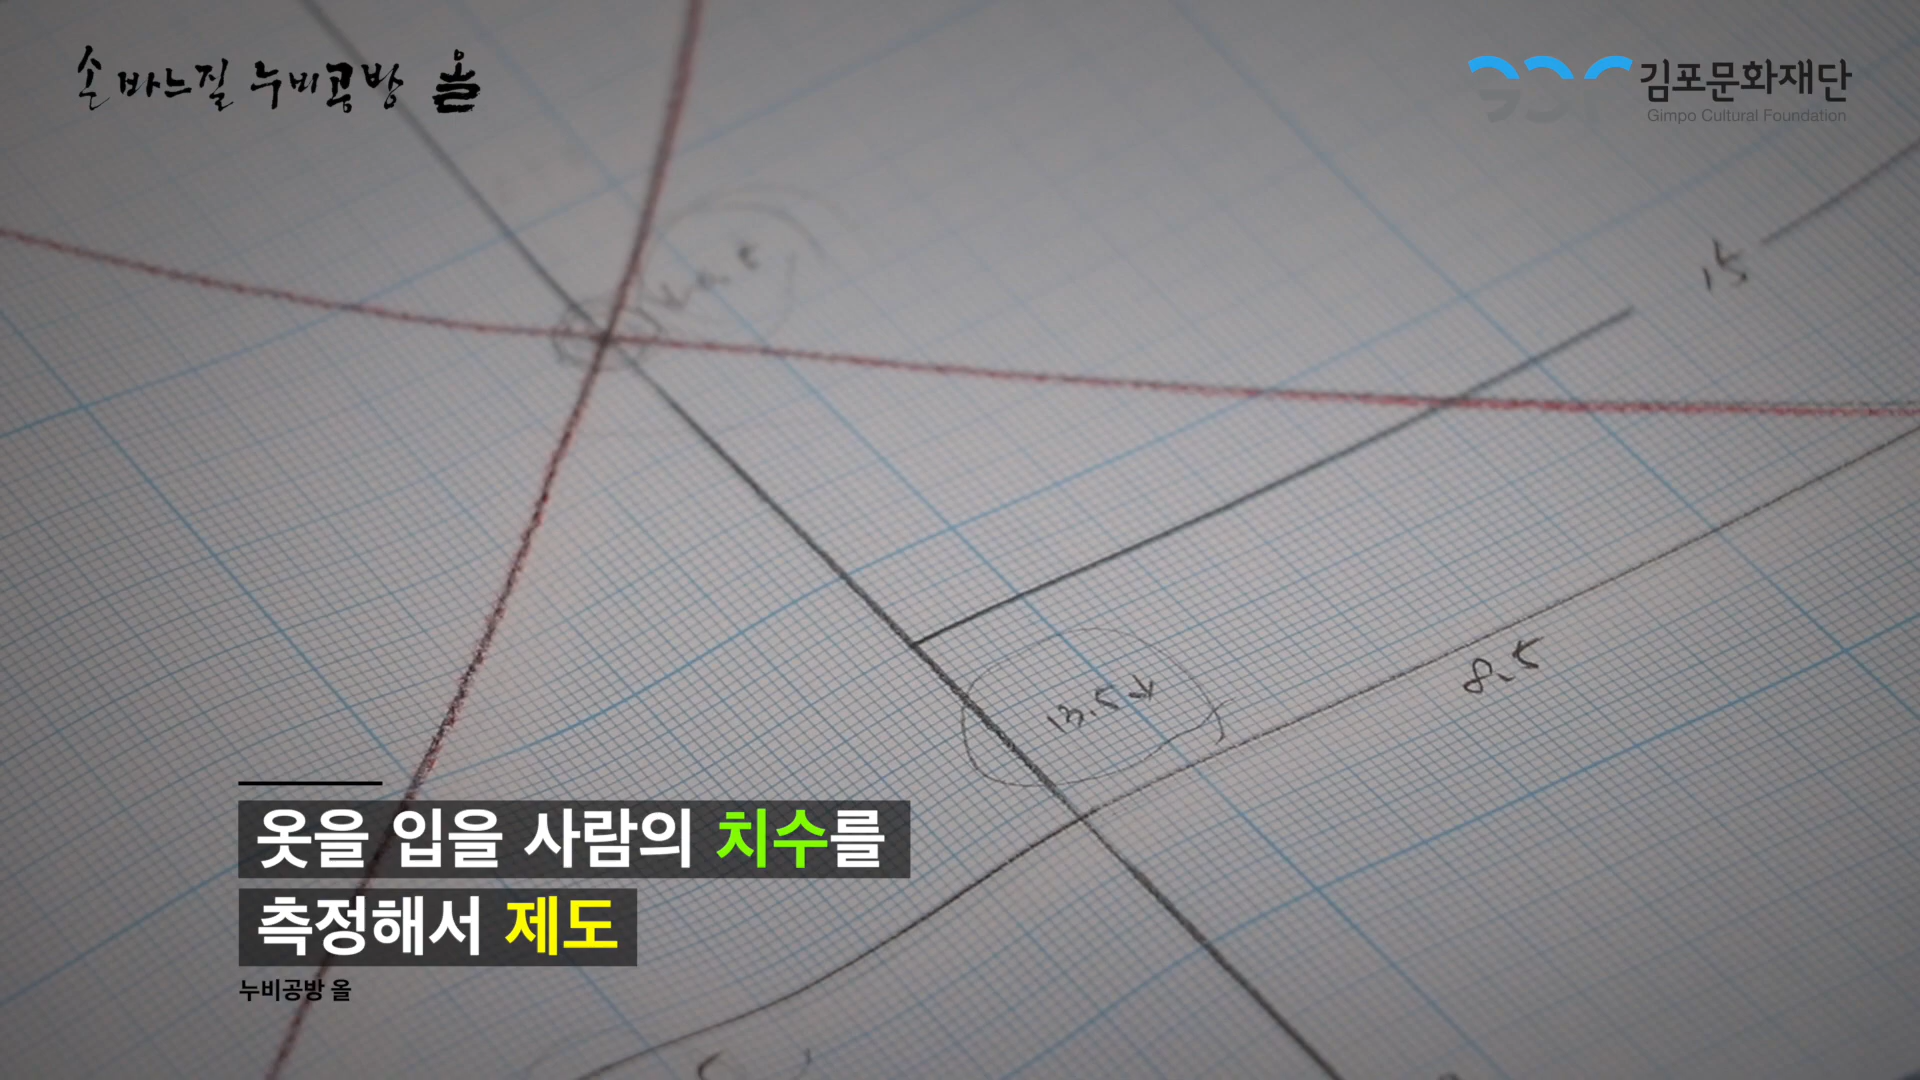 손바느질 누비공방 올
김포문화재단
Gimpo Cultural Foundation
15
13.5↓
8.5
옷을 입을 사람의 치수를
측정해서 제도
누비공방 올